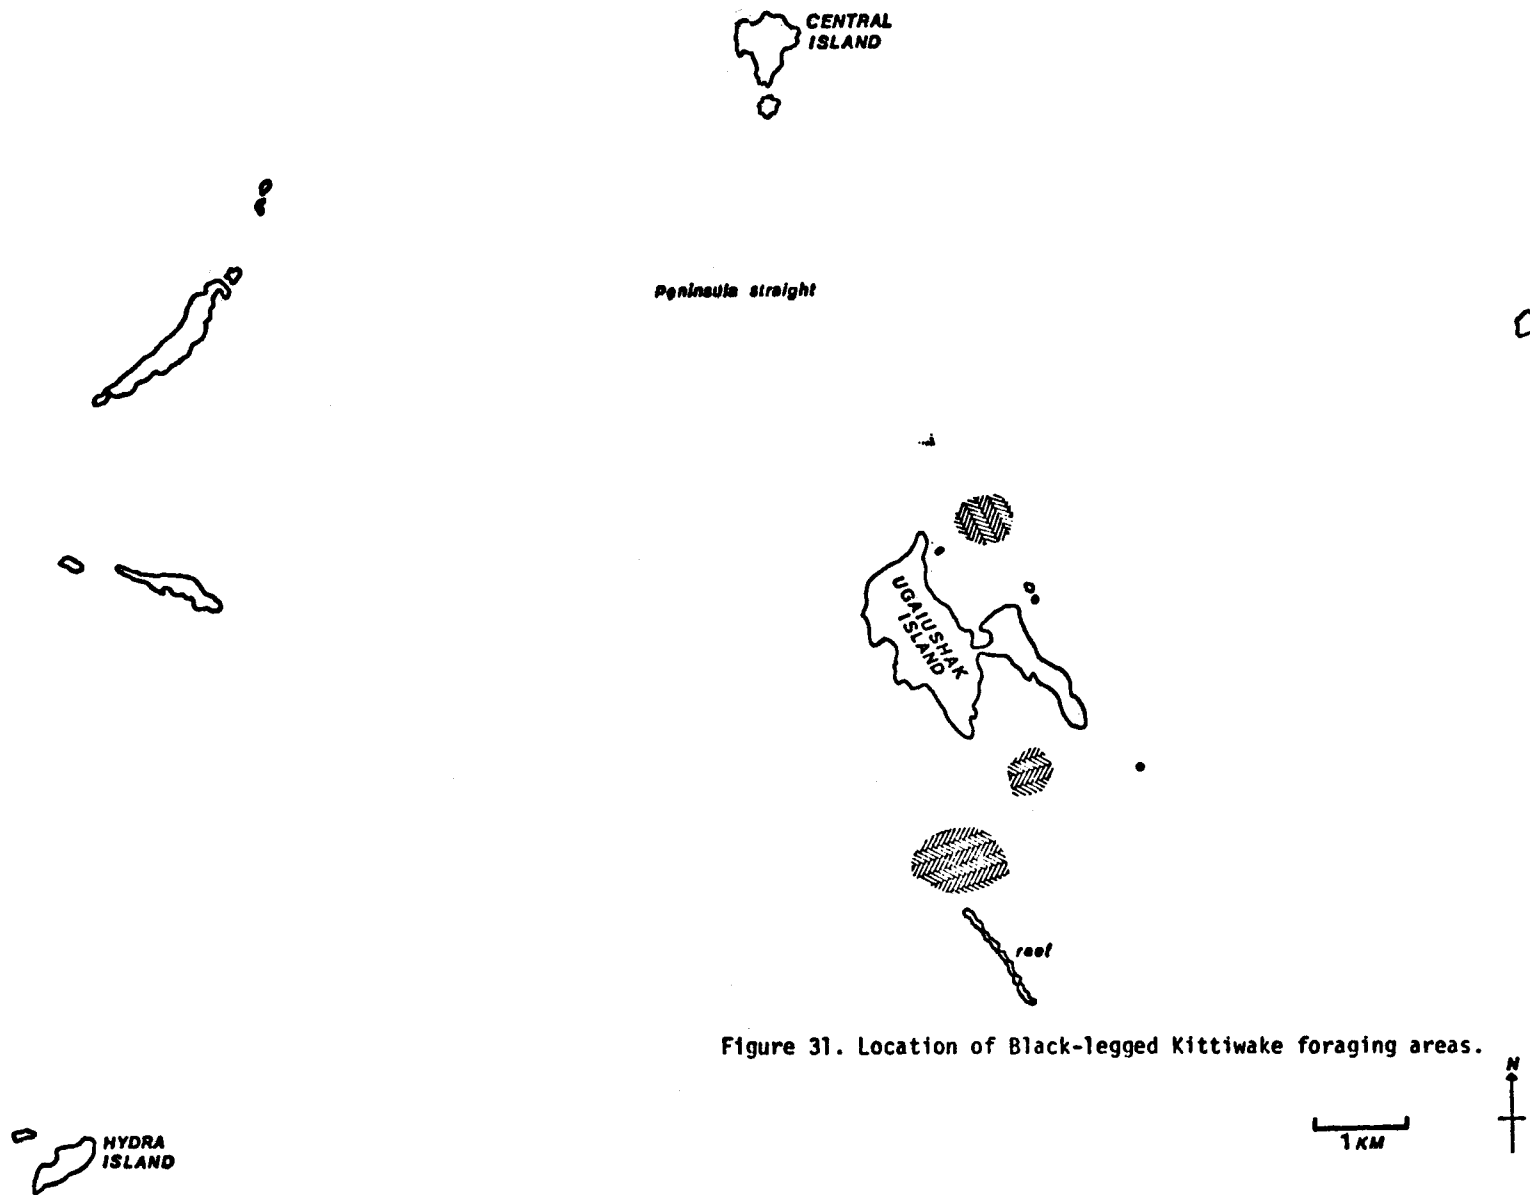 CENTRAL
ISLAND
Peninsula straight
UGAIUSHAK
ISLAND
reef
Figure 31. Location of Black-legged Kittiwake foraging areas.
N
1 KM
HYDRA
ISLAND